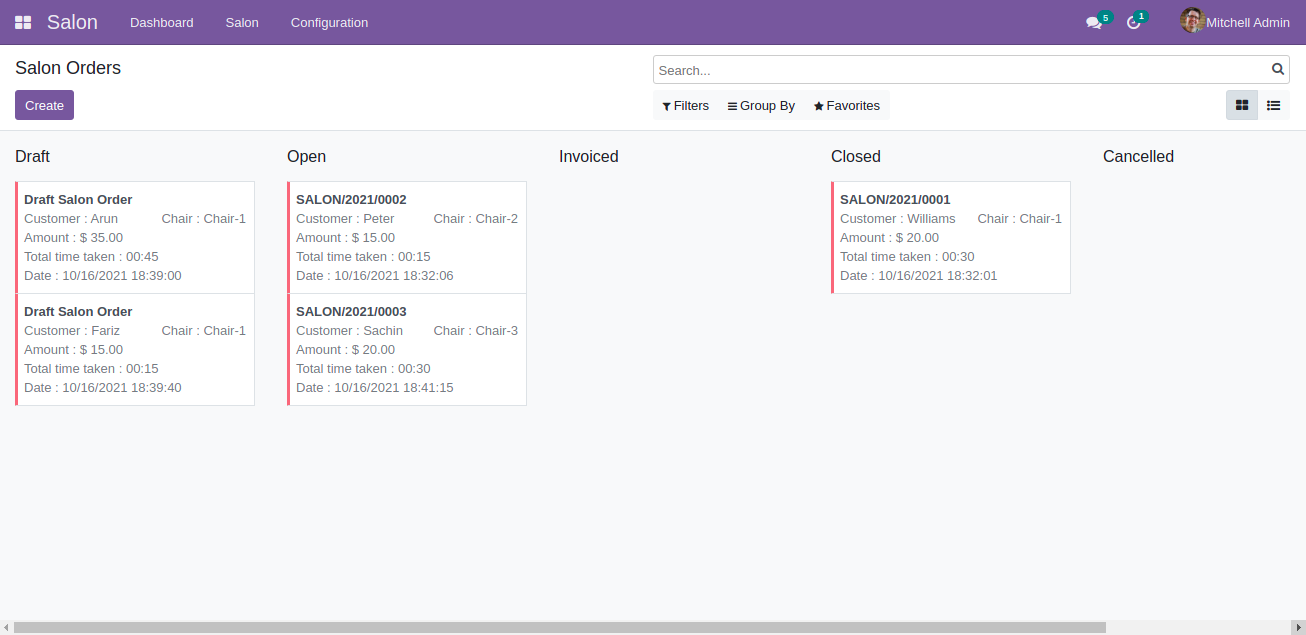 Salon Dashboard Salon Configuration 5 1 Mitchell Admin
Salon Orders
Search...
Create
Filters Group By Favorites
Draft
Open
Invoiced
Closed
Cancelled
Draft Salon Order
Customer : Arun Chair : Chair-1
Amount : $ 35.00
Total time taken : 00:45
Date : 10/16/2021 18:39:00
Draft Salon Order
Customer : Fariz Chair : Chair-1
Amount : $ 15.00
Total time taken : 00:15
Date : 10/16/2021 18:39:40
SALON/2021/0002
Customer : Peter Chair : Chair-2
Amount : $ 15.00
Total time taken : 00:15
Date : 10/16/2021 18:32:06
SALON/2021/0003
Customer : Sachin Chair : Chair-3
Amount : $ 20.00
Total time taken : 00:30
Date : 10/16/2021 18:41:15
SALON/2021/0001
Customer : Williams Chair : Chair-1
Amount : $ 20.00
Total time taken : 00:30
Date : 10/16/2021 18:32:01